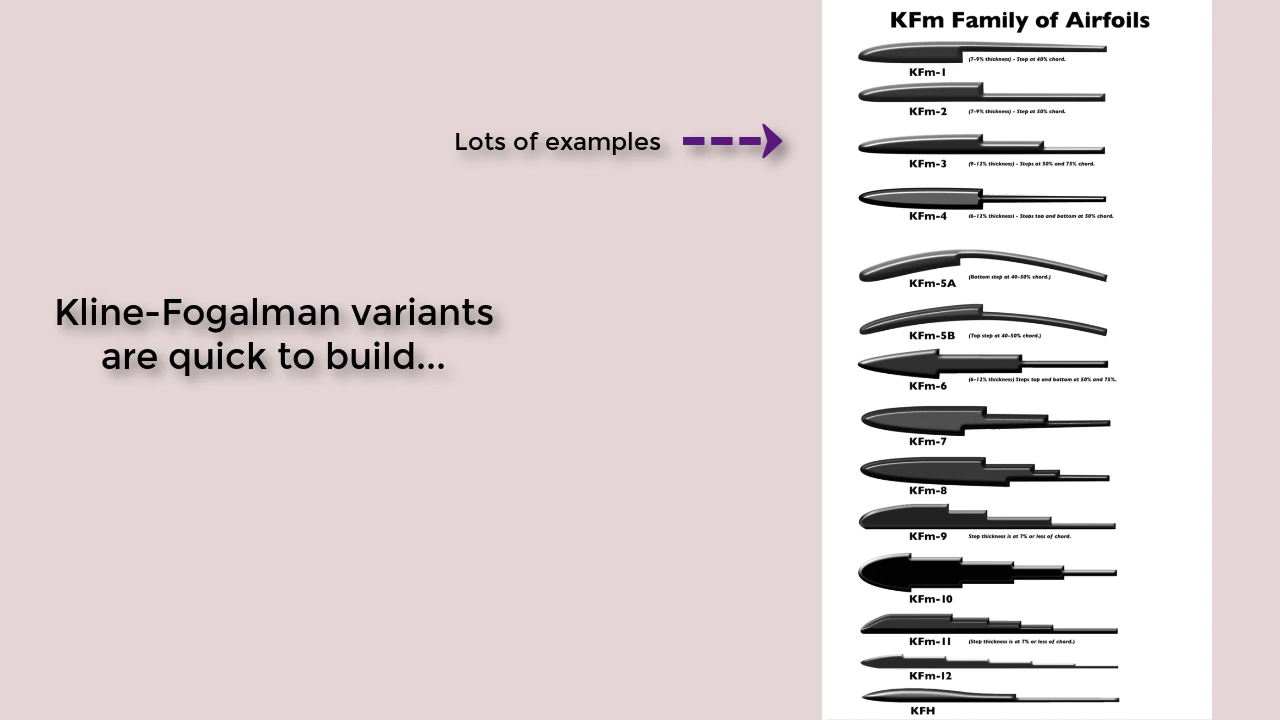 KFm Family of Airfoils
(7-9% thickness) - Step at 40% chord.
KFm-1
KFm-2
(7-9% thickness) - Step at 50% chord.
Lots of examples
KFm-3
(9-12% thickness) - Steps at 50% and 75% chord.
KFm-4
(6-12% thickness) - Steps top and bottom at 50% chord.
KFm-5A
(Bottom step at 40-50% chord.)
Kline-Fogalman variants
are quick to build...
KFm-5B
(Top step at 40-50% chord.)
KFm-6
(6-12% thickness) Steps top and bottom at 50% and 75%.
KFm-7
KFm-8
KFm-9
Step thickness is at 7% or less of chord.
KFm-10
KFm-11
(Step thickness is at 7% or less of chord.)
KFm-12
KFH